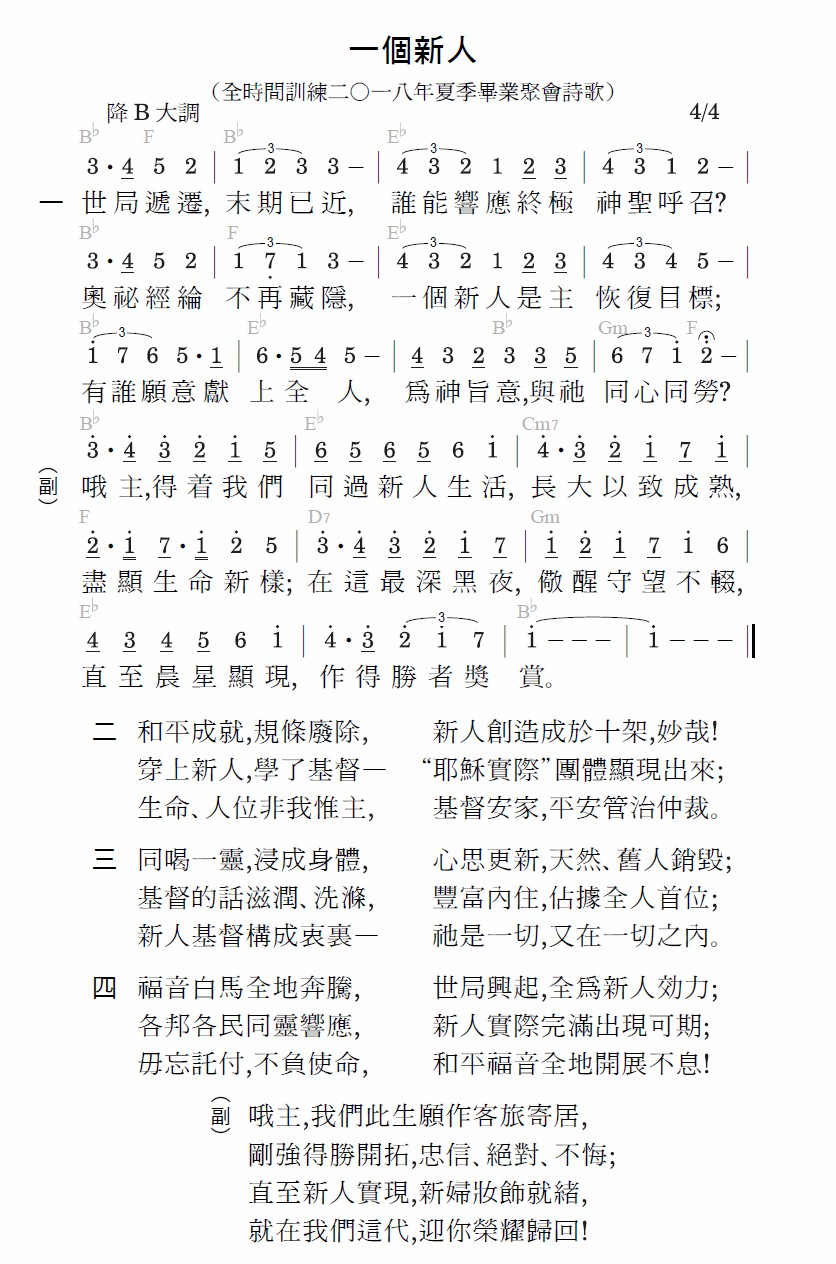 一個新人
（全時間訓練二〇一八年夏季畢業聚會詩歌）
降 B 大調 4/4
B♭ F B♭ E♭
3·4 5 2 | 1 2 3 3 – | 4 3 2 1 2 3 | 4 3 1 2 – |
一 世局遞遷, 末期已近, 誰能響應終極 神聖呼召?
B♭ F E♭
3·4 5 2 | 1 7 1 3 – | 4 3 2 1 2 3 | 4 3 4 5 – |
奧祕經綸 不再藏隱, 一個新人是主 恢復目標;
B♭ E♭ B♭ Gm F
1 7 6 5·1 | 6·5 4 5 – | 4 3 2 3 3 5 | 6 7 1 2 – |
有誰願意獻 上全 人, 爲神旨意,與祂 同心同勞?
B♭ E♭ Cm7
3·4 3 2 1 5 | 6 5 6 5 6 1 | 4·3 2 1 7 1 |
（副） 哦主,得着我們 同過新人生活, 長大以致成熟,
F D7 Gm
2·1 7·1 2 5 | 3·4 3 2 1 7 | 1 2 1 7 1 6 |
盡顯生命新樣; 在這最深黑夜, 儆醒守望不輟,
E♭ B♭
4 3 4 5 6 1 | 4·3 2 1 7 | 1 – – – | 1 – – – ‖
直至晨星顯現, 作得勝者獎 賞。
二 和平成就,規條廢除, 新人創造成於十架,妙哉!
穿上新人,學了基督— “耶穌實際”團體顯現出來;
生命、人位非我惟主, 基督安家,平安管治仲裁。
三 同喝一靈,浸成身體, 心思更新,天然、舊人銷毀;
基督的話滋潤、洗滌, 豐富內住,佔據全人首位;
新人基督構成衷裏— 祂是一切,又在一切之內。
四 福音白馬全地奔騰, 世局興起,全爲新人效力;
各邦各民同靈響應, 新人實際完滿出現可期;
毋忘託付,不負使命, 和平福音全地開展不息!
（副） 哦主,我們此生願作客旅寄居,
剛強得勝開拓,忠信、絕對、不悔;
直至新人實現,新婦妝飾就緒,
就在我們這代,迎你榮耀歸回!